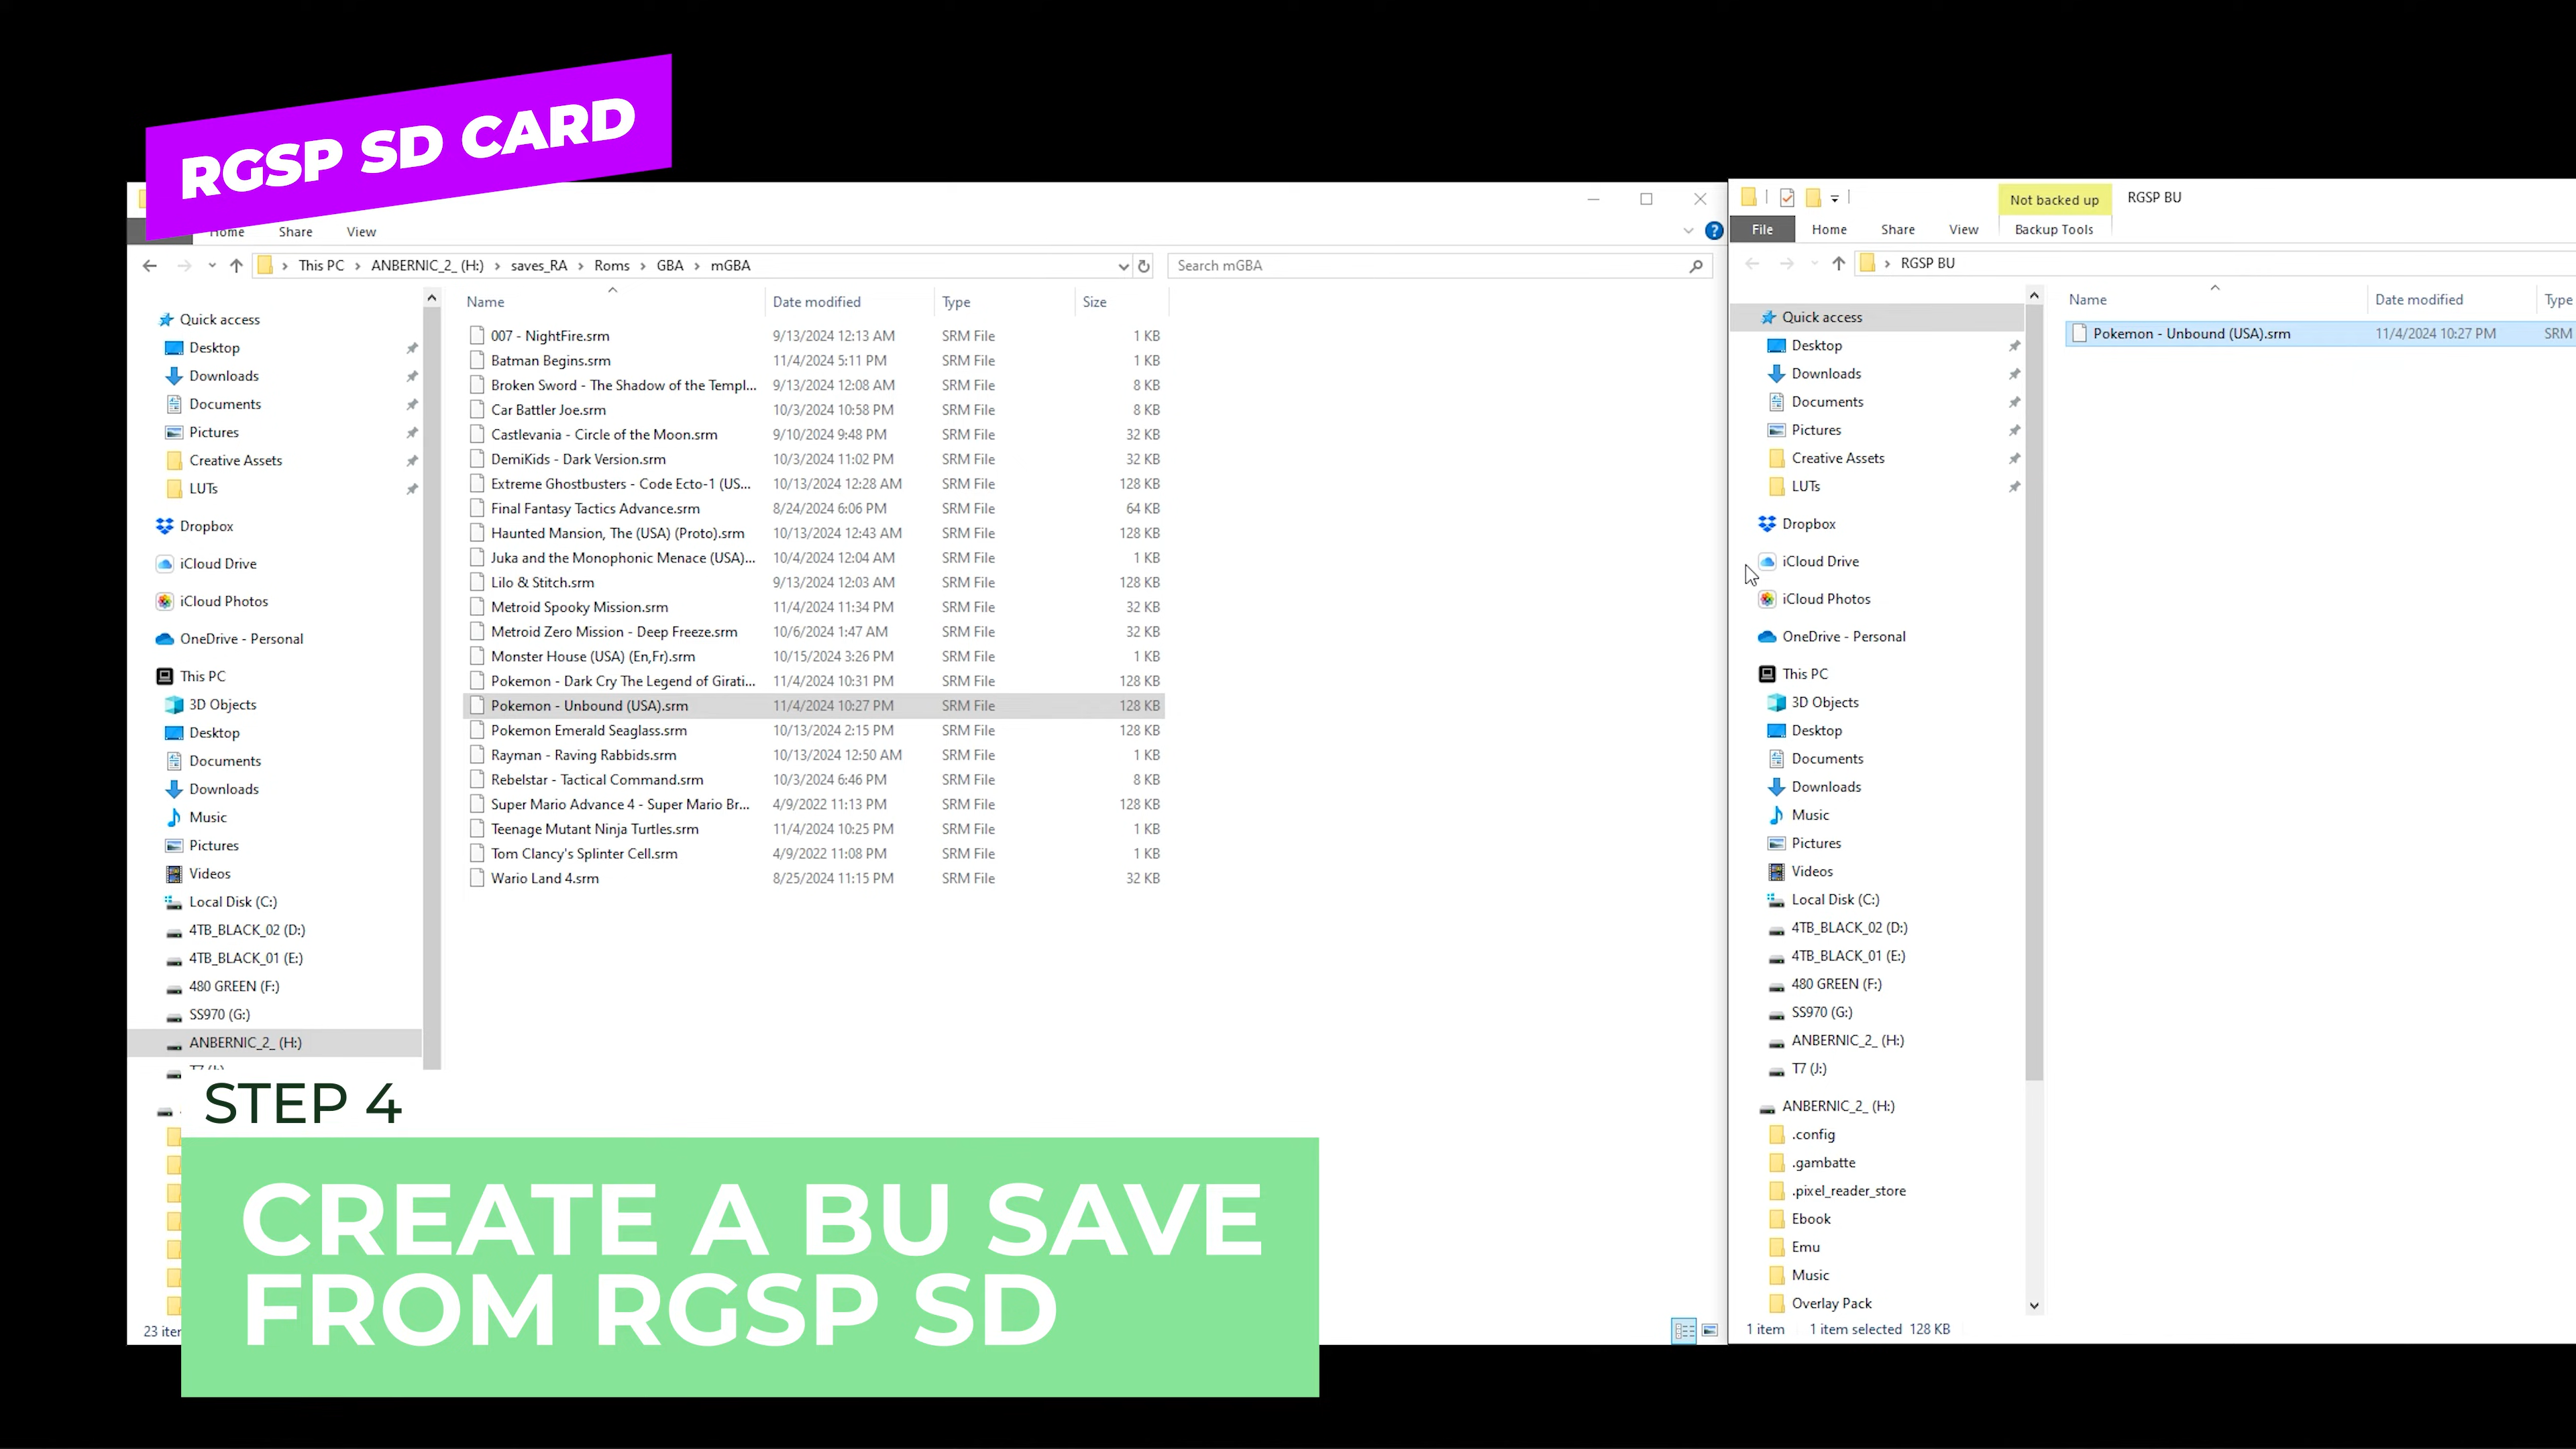 RGSP SD CARD
Home Share View
This PC > ANBERNIC_2_ (H:) > saves_RA > Roms > GBA > mGBA
Search mGBA
Quick access
Desktop
Downloads
Documents
Pictures
Creative Assets
LUTs
Dropbox
iCloud Drive
iCloud Photos
OneDrive - Personal
This PC
3D Objects
Desktop
Documents
Downloads
Music
Pictures
Videos
Local Disk (C:)
4TB_BLACK_02 (D:)
4TB_BLACK_01 (E:)
480 GREEN (F:)
SS970 (G:)
ANBERNIC_2_ (H:)
Name Date modified Type Size
007 - NightFire.srm 9/13/2024 12:13 AM SRM File 1 KB
Batman Begins.srm 11/4/2024 5:11 PM SRM File 1 KB
Broken Sword - The Shadow of the Templ... 9/13/2024 12:08 AM SRM File 8 KB
Car Battler Joe.srm 10/3/2024 10:58 PM SRM File 8 KB
Castlevania - Circle of the Moon.srm 9/10/2024 9:48 PM SRM File 32 KB
DemiKids - Dark Version.srm 10/3/2024 11:02 PM SRM File 32 KB
Extreme Ghostbusters - Code Ecto-1 (US... 10/13/2024 12:28 AM SRM File 128 KB
Final Fantasy Tactics Advance.srm 8/24/2024 6:06 PM SRM File 64 KB
Haunted Mansion, The (USA) (Proto).srm 10/13/2024 12:43 AM SRM File 128 KB
Juka and the Monophonic Menace (USA)... 10/4/2024 12:04 AM SRM File 1 KB
Lilo & Stitch.srm 9/13/2024 12:03 AM SRM File 128 KB
Metroid Spooky Mission.srm 11/4/2024 11:34 PM SRM File 32 KB
Metroid Zero Mission - Deep Freeze.srm 10/6/2024 1:47 AM SRM File 32 KB
Monster House (USA) (En,Fr).srm 10/15/2024 3:26 PM SRM File 1 KB
Pokemon - Dark Cry The Legend of Girati... 11/4/2024 10:31 PM SRM File 128 KB
Pokemon - Unbound (USA).srm 11/4/2024 10:27 PM SRM File 128 KB
Pokemon Emerald Seaglass.srm 10/13/2024 2:15 PM SRM File 128 KB
Rayman - Raving Rabbids.srm 10/13/2024 12:50 AM SRM File 1 KB
Rebelstar - Tactical Command.srm 10/3/2024 6:46 PM SRM File 8 KB
Super Mario Advance 4 - Super Mario Br... 4/9/2022 11:13 PM SRM File 128 KB
Teenage Mutant Ninja Turtles.srm 11/4/2024 10:25 PM SRM File 1 KB
Tom Clancy's Splinter Cell.srm 4/9/2022 11:08 PM SRM File 1 KB
Wario Land 4.srm 8/25/2024 11:15 PM SRM File 32 KB
STEP 4
CREATE A BU SAVE
FROM RGSP SD
23
Not backed up RGSP BU
File Home Share View Backup Tools
> RGSP BU
Quick access
Desktop
Downloads
Documents
Pictures
Creative Assets
LUTs
Dropbox
iCloud Drive
iCloud Photos
OneDrive - Personal
This PC
3D Objects
Desktop
Documents
Downloads
Music
Pictures
Videos
Local Disk (C:)
4TB_BLACK_02 (D:)
4TB_BLACK_01 (E:)
480 GREEN (F:)
SS970 (G:)
ANBERNIC_2_ (H:)
T7 (J:)
ANBERNIC_2_ (H:)
.config
.gambatte
.pixel_reader_store
Ebook
Emu
Music
Overlay Pack
Name Date modified Type
Pokemon - Unbound (USA).srm 11/4/2024 10:27 PM SRM
1 item 1 item selected 128 KB